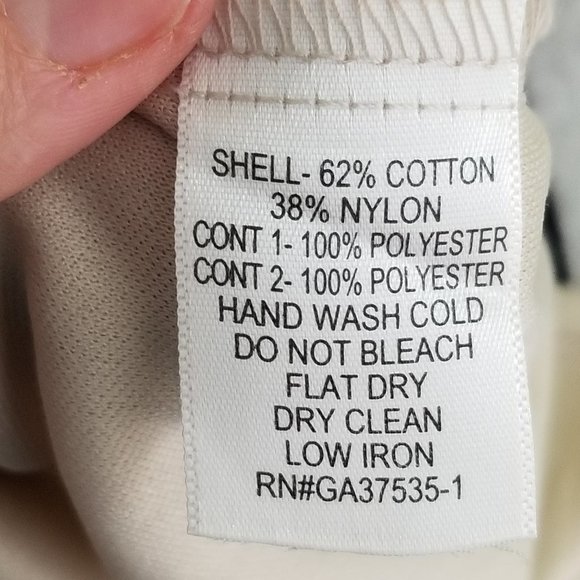 SHELL- 62% COTTON
38% NYLON
CONT 1- 100% POLYESTER
CONT 2- 100% POLYESTER
HAND WASH COLD
DO NOT BLEACH
FLAT DRY
DRY CLEAN
LOW IRON
RN#GA37535-1